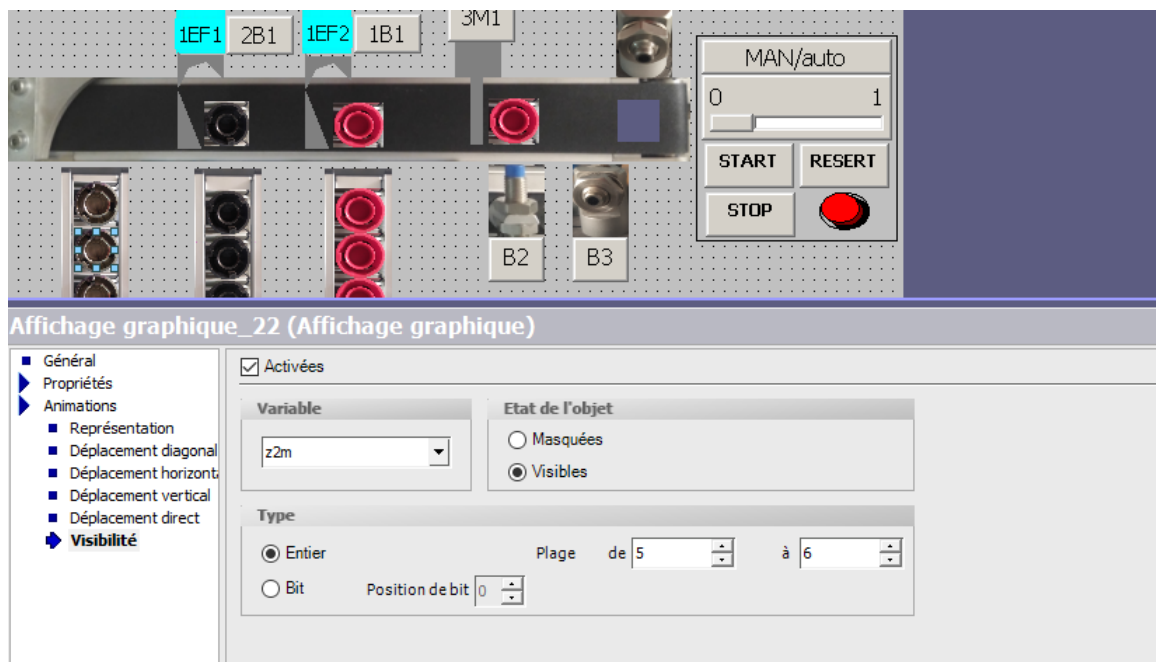 3M1
1EF1 2B1 1EF2 1B1
MAN/auto
0 1
START RESERT
STOP
B2 B3
Affichage graphique_22 (Affichage graphique)
Général
Propriétés
Animations
Représentation
Déplacement diagonal
Déplacement horizont
Déplacement vertical
Déplacement direct
Visibilité
Activées
Variable
z2m
Etat de l'objet
Masquées
Visibles
Type
Entier Plage de 5 à 6
Bit Position de bit 0